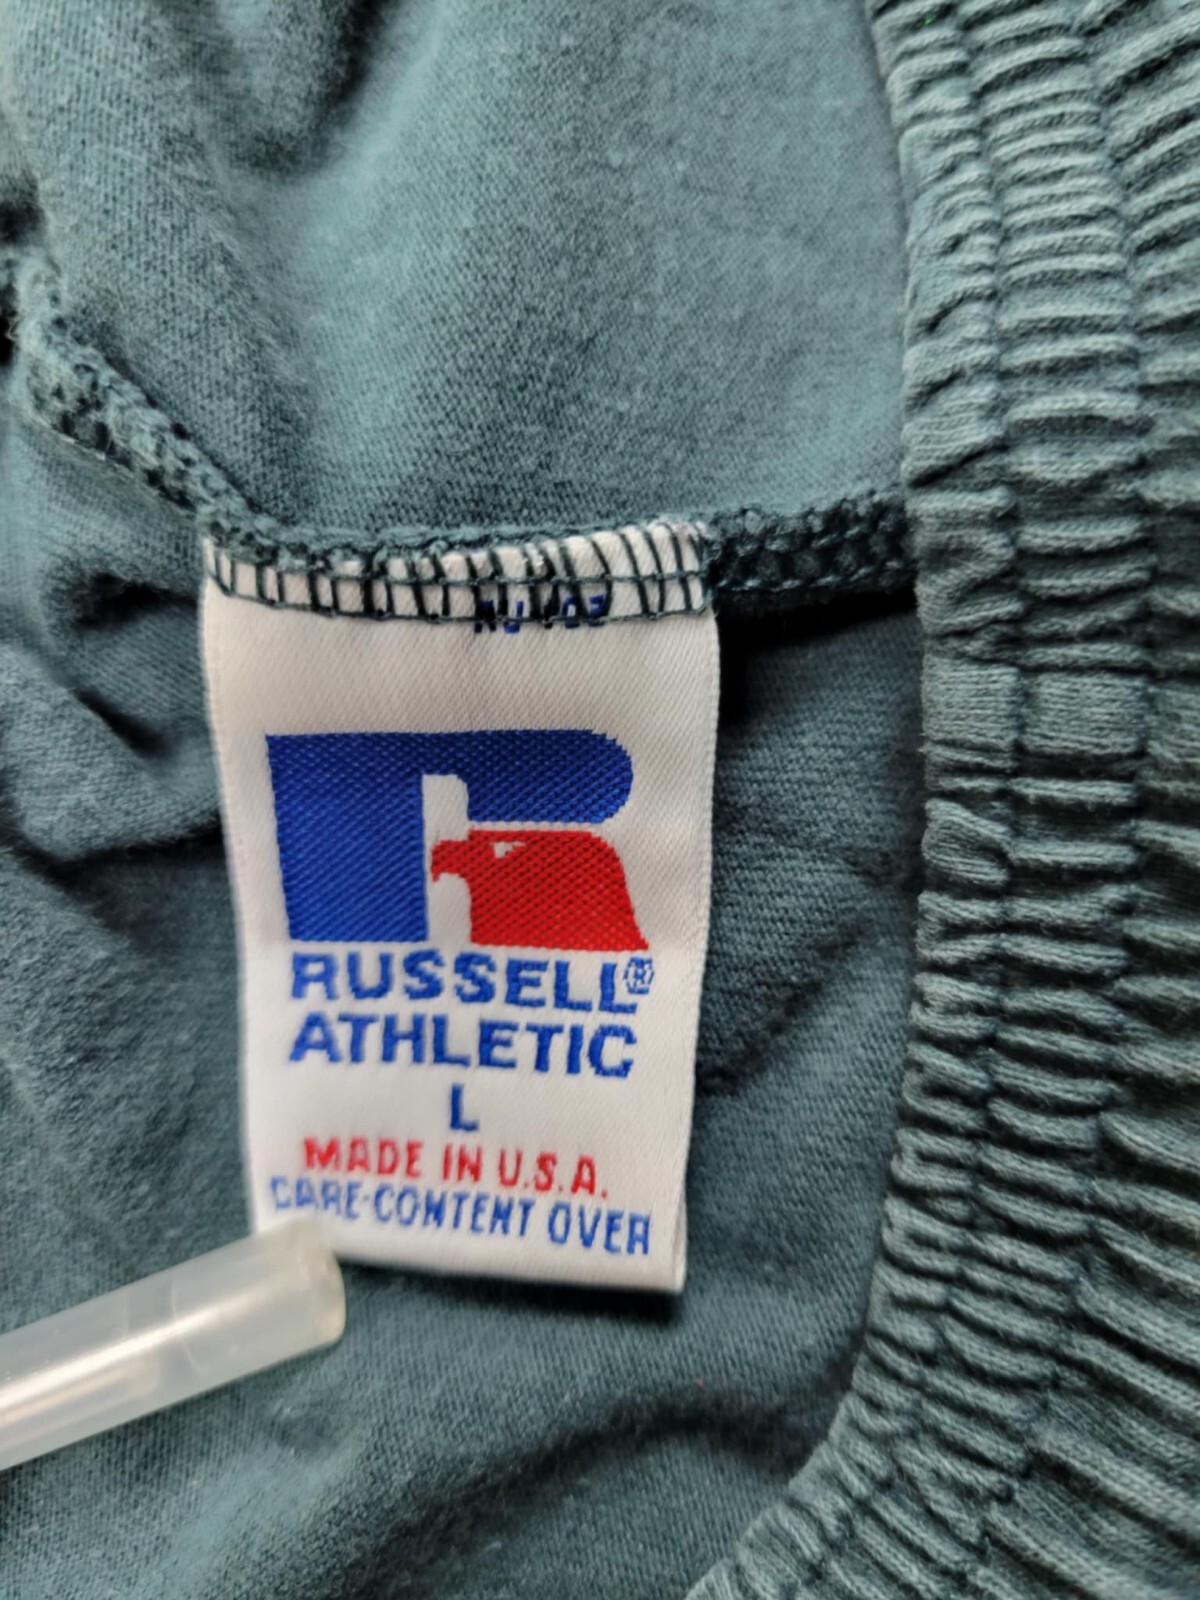 RUSSELL®
ATHLETIC
L
MADE IN U.S.A.
CARE-CONTENT OVER